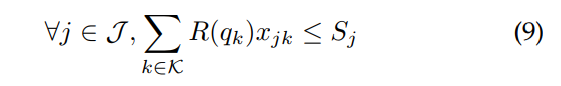 ∀j ∈ 𝒥, ∑_{k∈𝒦} R(q_k)x_{jk} ≤ S_j (9)